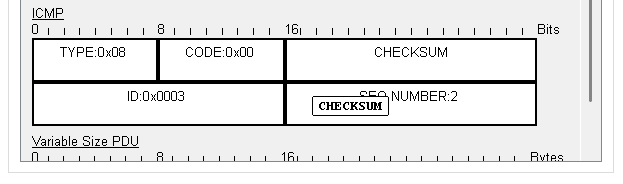 ICMP
0 8 16 Bits
TYPE:0x08 CODE:0x00 CHECKSUM
ID:0x0003 SEQ NUMBER:2
CHECKSUM
Variable Size PDU
0 8 16 Bytes